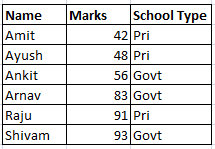 Name Marks School Type
Amit 42 Pri
Ayush 48 Pri
Ankit 56 Govt
Arnav 83 Govt
Raju 91 Pri
Shivam 93 Govt